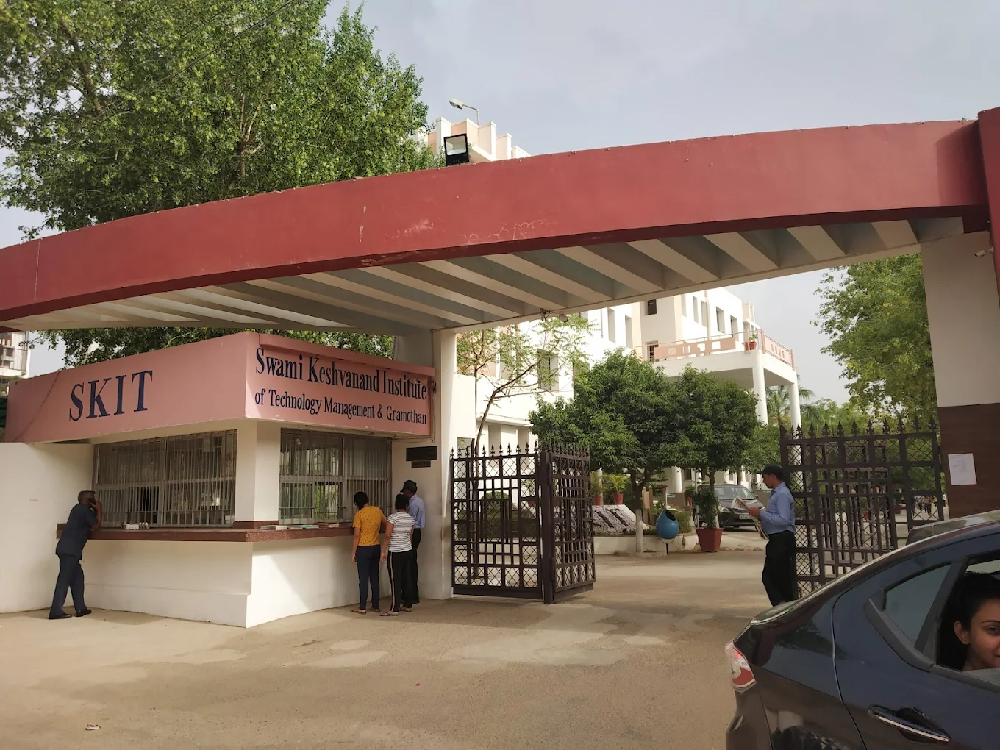 SKIT
Swami Keshvanand Institute
of Technology Management & Gramothan